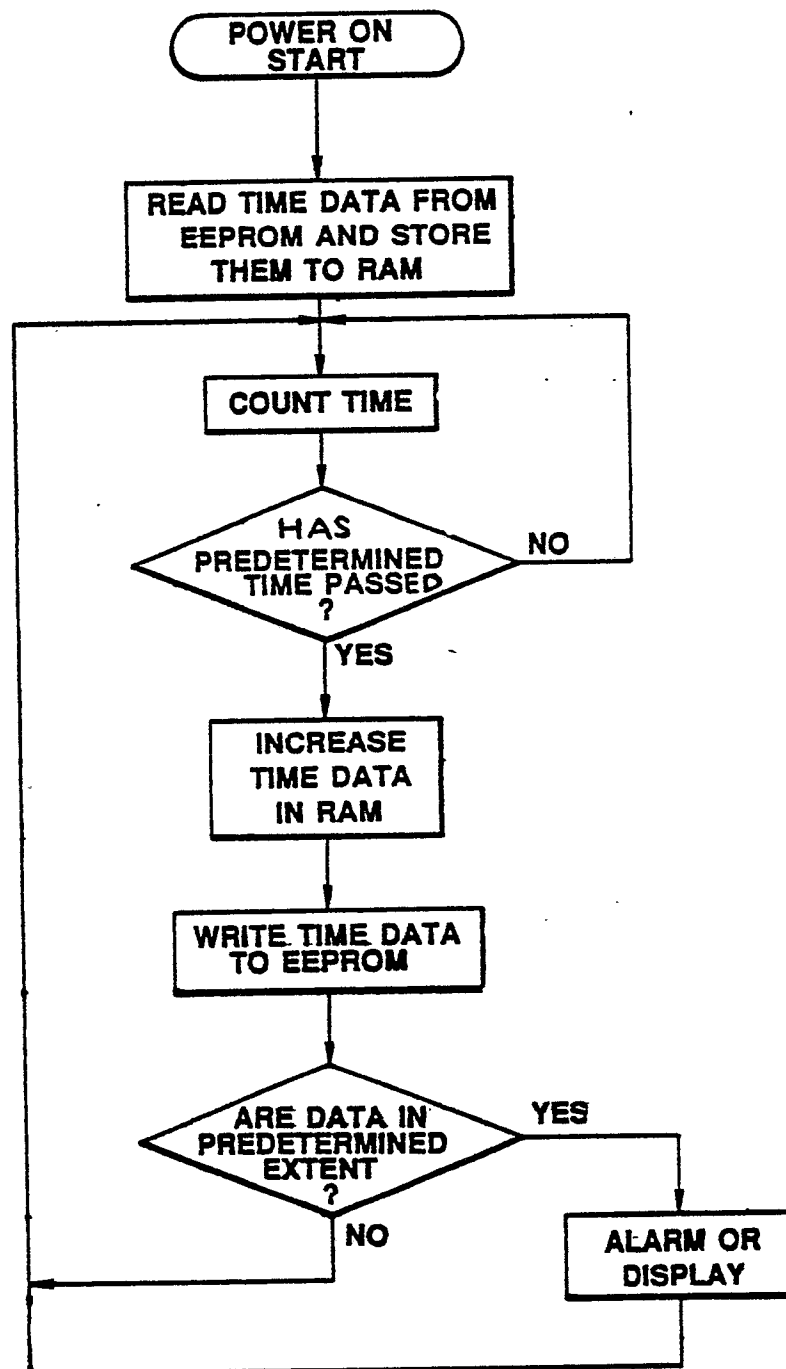 POWER ON
START
READ TIME DATA FROM
EEPROM AND STORE
THEM TO RAM
COUNT TIME
HAS
PREDETERMINED
TIME PASSED
?
NO
YES
INCREASE
TIME DATA
IN RAM
WRITE TIME DATA
TO EEPROM
ARE DATA IN
PREDETERMINED
EXTENT
?
YES
NO
ALARM OR
DISPLAY